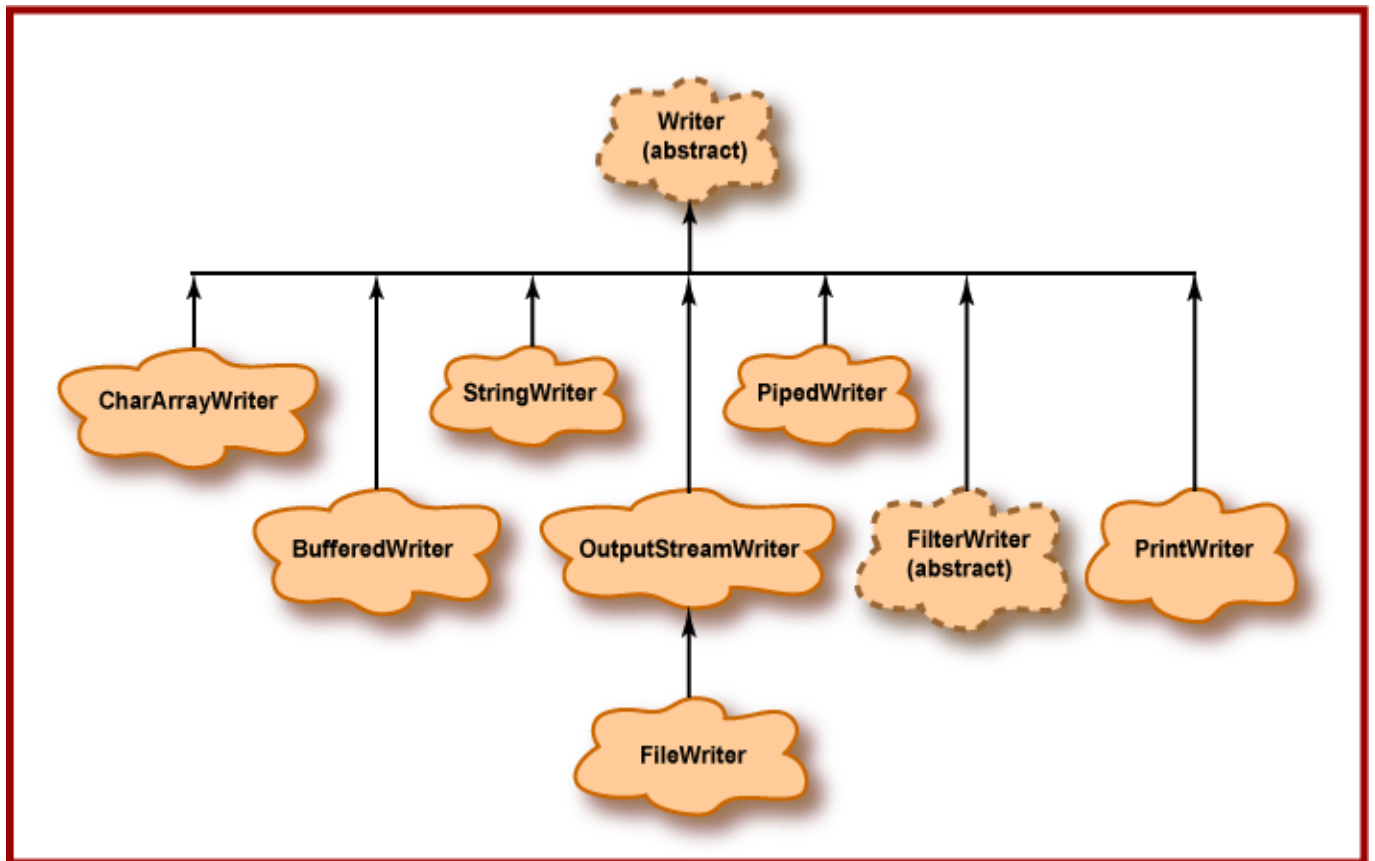 Writer
(abstract)
CharArrayWriter
StringWriter
PipedWriter
BufferedWriter
OutputStreamWriter
FilterWriter
(abstract)
PrintWriter
FileWriter